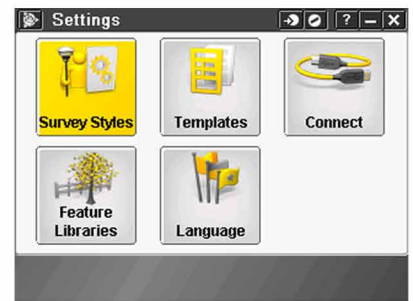 Settings
?
Survey Styles
Templates
Connect
Feature
Libraries
Language